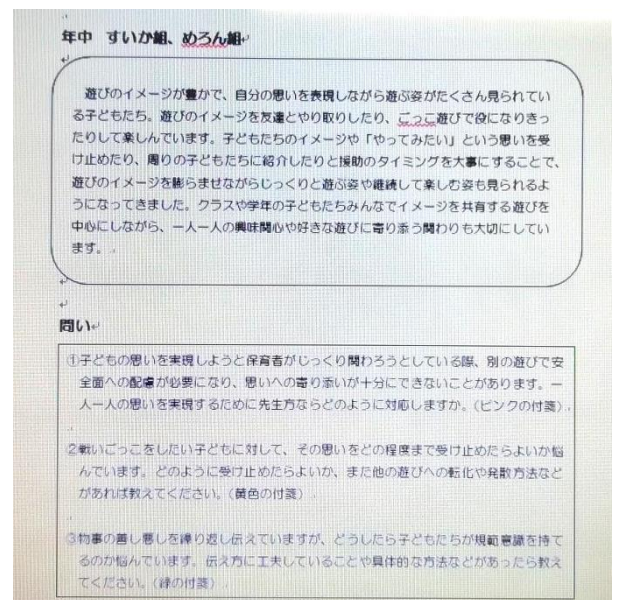 年中　すいか組、めろん組
遊びのイメージが豊かで、自分の思いを表現しながら遊ぶ姿がたくさん見られてい
る子どもたち。遊びのイメージを友達とやり取りしたり、ごっこ遊びで役になりきっ
たりして楽しんでいます。子どもたちのイメージや「やってみたい」という思いを受
け止めたり、周りの子どもたちに紹介したりと援助のタイミングを大事にすることで、
遊びのイメージを膨らませながらじっくりと遊ぶ姿や継続して楽しむ姿も見られるよ
うになってきました。クラスや学年の子どもたちみんなでイメージを共有する遊びを
中心にしながら、一人一人の興味関心や好きな遊びに寄り添う関わりも大切にしてい
ます。
問い
①子どもの思いを実現しようと保育者がじっくり関わろうとしている際、別の遊びで安
全面への配慮が必要になり、思いへの寄り添いが十分にできないことがあります。一
人一人の思いを実現するために先生方ならどのように対応しますか。（ピンクの付箋）
②戦いごっこをしたい子どもに対して、その思いをどの程度まで受け止めたらよいか悩
んでいます。どのように受け止めたらよいか、また他の遊びへの転化や発散方法など
があれば教えてください。（黄色の付箋）
③物事の善し悪しを繰り返し伝えていますが、どうしたら子どもたちが規範意識を持て
るのか悩んでいます。伝え方に工夫していることや具体的な方法などがあったら教え
てください。（緑の付箋）